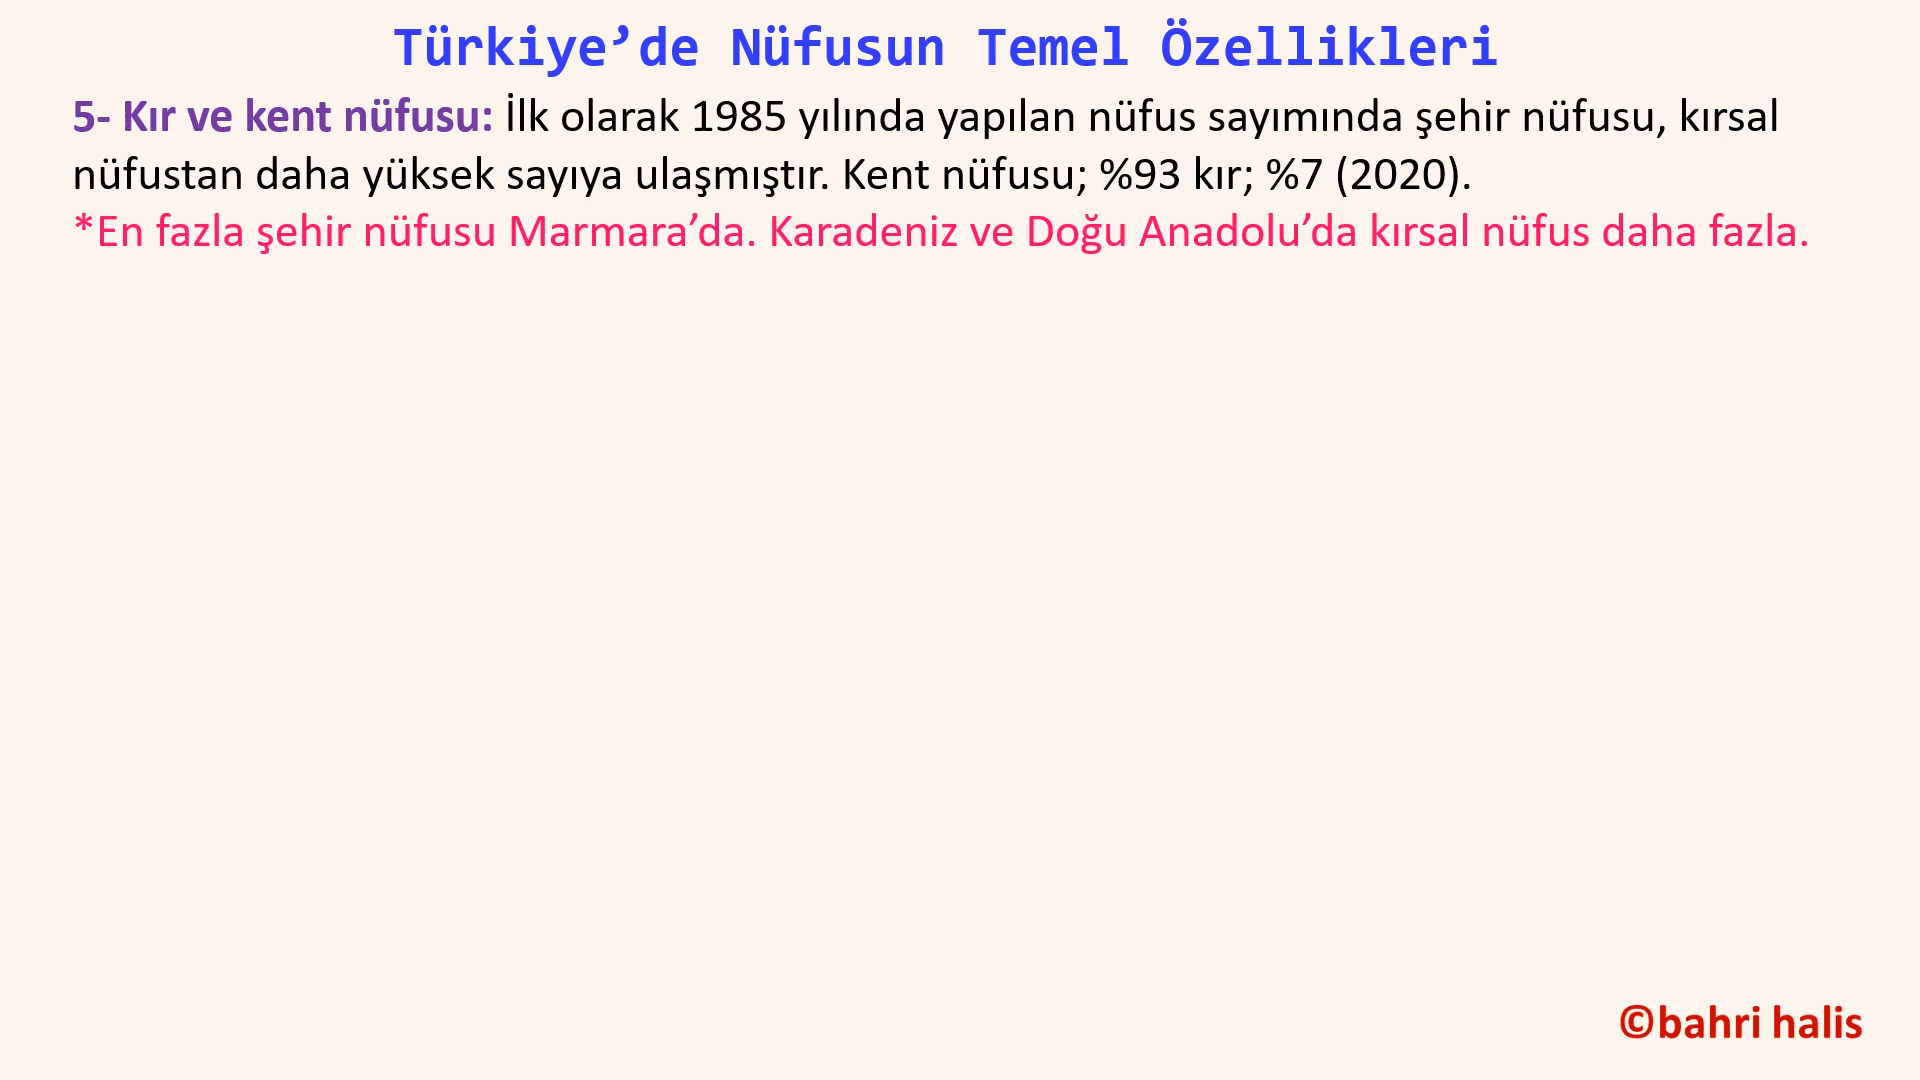 Türkiye’de Nüfusun Temel Özellikleri
5- Kır ve kent nüfusu: İlk olarak 1985 yılında yapılan nüfus sayımında şehir nüfusu, kırsal
nüfustan daha yüksek sayıya ulaşmıştır. Kent nüfusu; %93 kır; %7 (2020).
*En fazla şehir nüfusu Marmara’da. Karadeniz ve Doğu Anadolu’da kırsal nüfus daha fazla.
©bahri halis